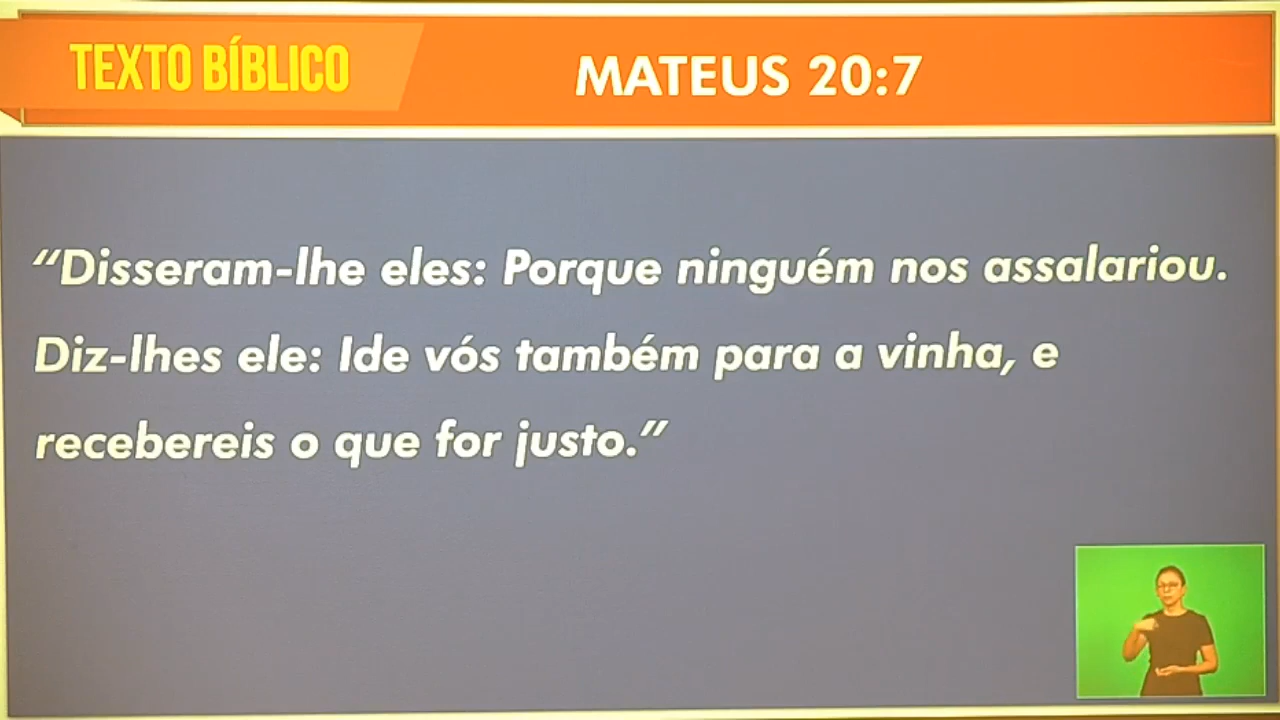 TEXTO BÍBLICO
MATEUS 20:7
“Disseram-lhe eles: Porque ninguém nos assalariou.
Diz-lhes ele: Ide vós também para a vinha, e
recebereis o que for justo.”